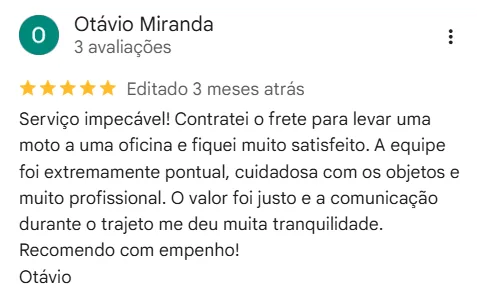 O
Otávio Miranda
3 avaliações
Editado 3 meses atrás
Serviço impecável! Contratei o frete para levar uma
moto a uma oficina e fiquei muito satisfeito. A equipe
foi extremamente pontual, cuidadosa com os objetos e
muito profissional. O valor foi justo e a comunicação
durante o trajeto me deu muita tranquilidade.
Recomendo com empenho!
Otávio